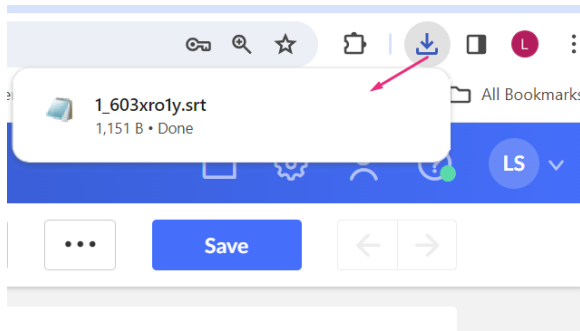 L
1_603xro1y.srt
1,151 B • Done
All Bookmarks
LS
Save